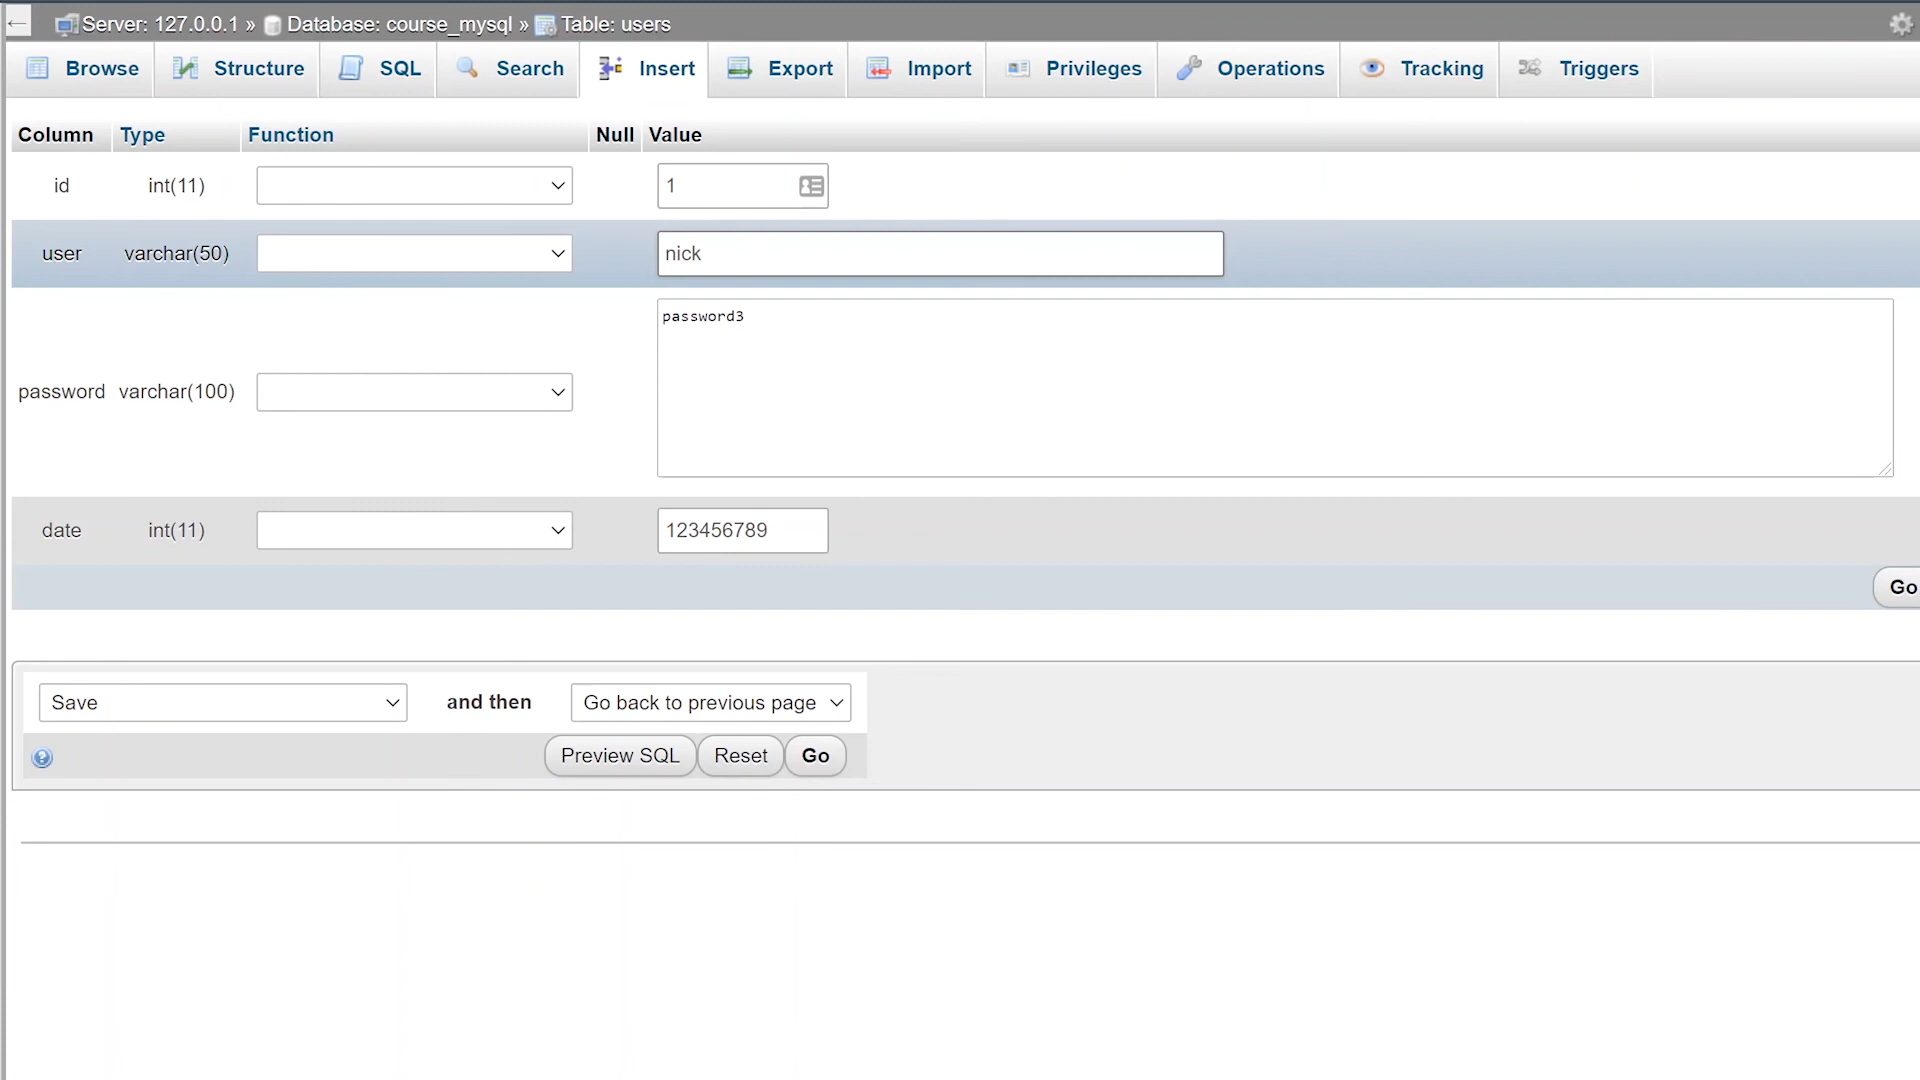 Server: 127.0.0.1 » Database: course_mysql » Table: users
Browse Structure SQL Search Insert Export Import Privileges Operations Tracking Triggers
Column Type Function Null Value
id int(11) 1
user varchar(50) nick
password3
password varchar(100)
date int(11) 123456789
Go
Save and then Go back to previous page
Preview SQL Reset Go